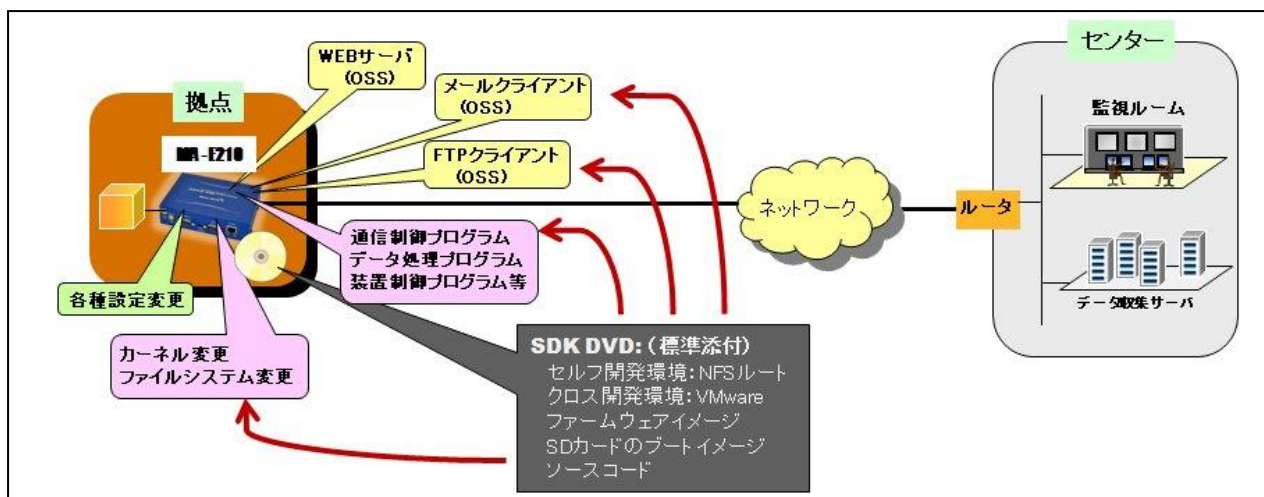 WEBサーバ
(OSS)
メールクライアント
(OSS)
FTPクライアント
(OSS)
拠点
MA-E210
通信制御プログラム
データ処理プログラム
装置制御プログラム等
各種設定変更
カーネル変更
ファイルシステム変更
SDK DVD:(標準添付)
セルフ開発環境:NFSルート
クロス開発環境:VMware
ファームウェアイメージ
SDカードのブートイメージ
ソースコード
ネットワーク
ルータ
センター
監視ルーム
データ収集サーバ